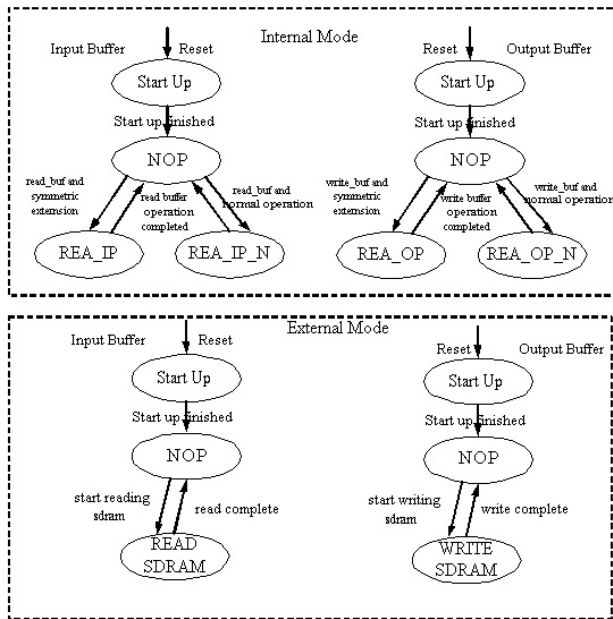 Internal Mode
Input Buffer
Reset
Start Up
Start up finished
NOP
read_buf and
symmetric
extension
read buffer
operation
completed
read_buf and
normal operation
REA_IP
REA_IP_N
Reset
Output Buffer
Start Up
Start up finished
NOP
write_buf and
symmetric
extension
write buffer
operation
completed
write_buf and
normal operation
REA_OP
REA_OP_N
External Mode
Input Buffer
Reset
Start Up
Start up finished
NOP
start reading
sdram
read complete
READ
SDRAM
Reset
Output Buffer
Start Up
Start up finished
NOP
start writing
sdram
write complete
WRITE
SDRAM